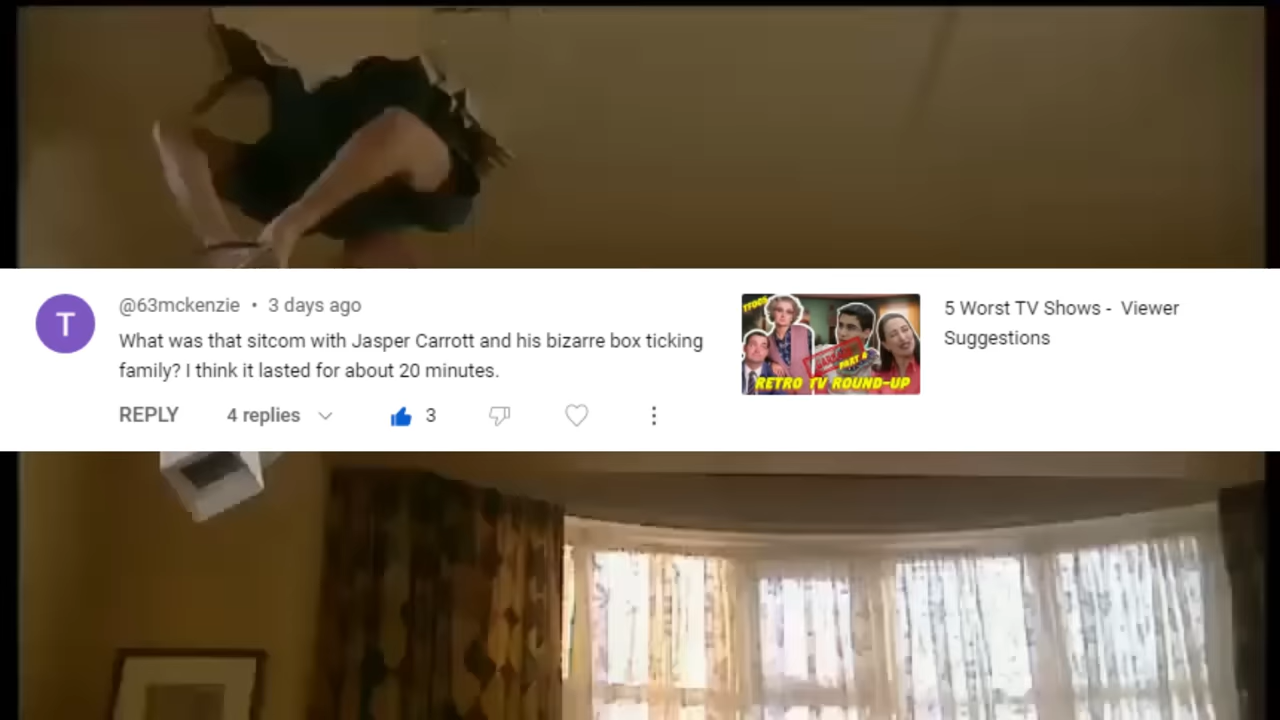 T
@63mckenzie • 3 days ago
What was that sitcom with Jasper Carrott and his bizarre box ticking
family? I think it lasted for about 20 minutes.
REPLY
4 replies
3
PART 4
RETRO TV ROUND-UP
5 Worst TV Shows - Viewer
Suggestions